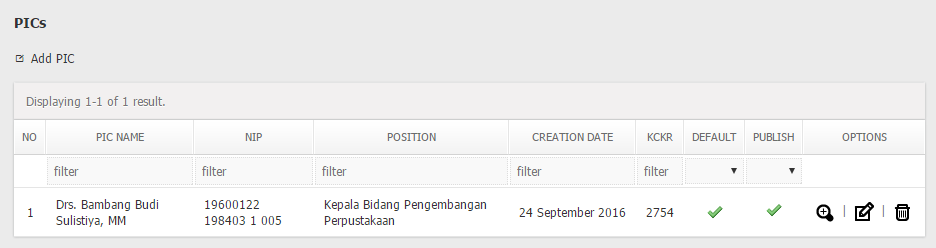 PICs
Add PIC
Displaying 1-1 of 1 result.
NO PIC NAME NIP POSITION CREATION DATE KCKR DEFAULT PUBLISH OPTIONS
filter filter filter filter filter
1 Drs. Bambang Budi Sulistiya, MM 19600122 198403 1 005 Kepala Bidang Pengembangan Perpustakaan 24 September 2016 2754 | |